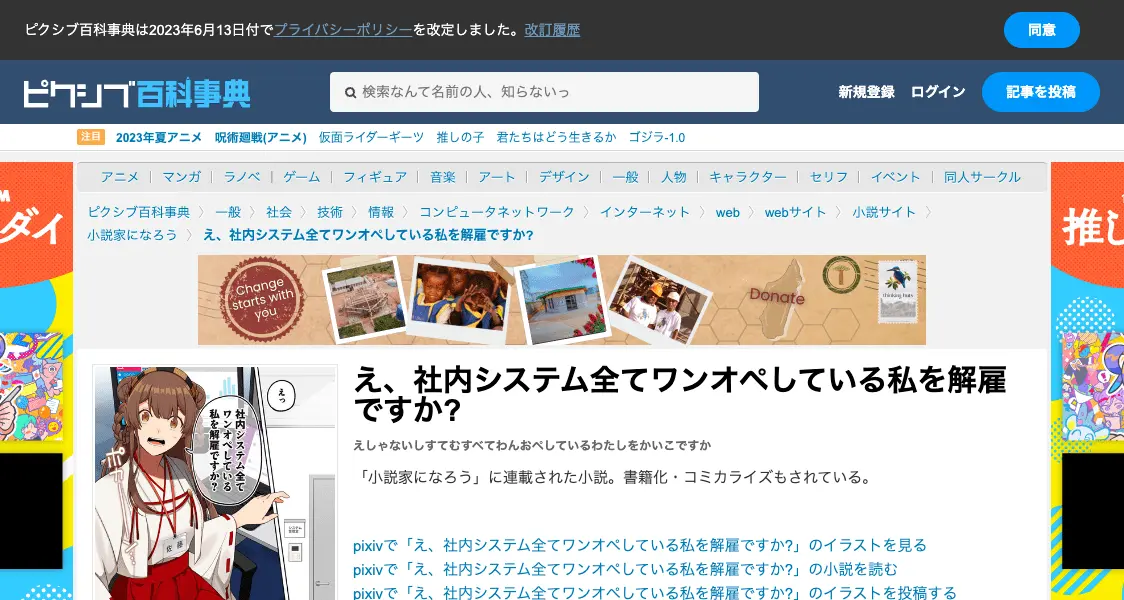 ピクシブ百科事典は2023年6月13日付でプライバシーポリシーを改定しました。改訂履歴
同意
ピクシブ百科事典
検索なんて名前の人、知らないっ
新規登録 ログイン 記事を投稿
注目 2023年夏アニメ 呪術廻戦(アニメ) 仮面ライダーギーツ 推しの子 君たちはどう生きるか ゴジラ-1.0
アニメ | マンガ | ラノベ | ゲーム | フィギュア | 音楽 | アート | デザイン | 一般 | 人物 | キャラクター | セリフ | イベント | 同人サークル
ピクシブ百科事典 〉 一般 〉 社会 〉 技術 〉 情報 〉 コンピュータネットワーク 〉 インターネット 〉 web 〉 webサイト 〉 小説サイト 〉
小説家になろう 〉 え、社内システム全てワンオペしている私を解雇ですか?
ダイ
推し
Change
starts with
you
Donate
thinking huts
え、社内システム全てワンオペしている私を解雇
ですか?
えしゃないしすてむすべてわんおぺしているわたしをかいこですか
「小説家になろう」に連載された小説。書籍化・コミカライズもされている。
pixivで「え、社内システム全てワンオペしている私を解雇ですか?」のイラストを見る
pixivで「え、社内システム全てワンオペしている私を解雇ですか?」の小説を読む
pixivで「え、社内システム全てワンオペしている私を解雇ですか?」のイラストを投稿する
えっ
社内システム全て
ワンオペしている
私を解雇ですか?
佐藤